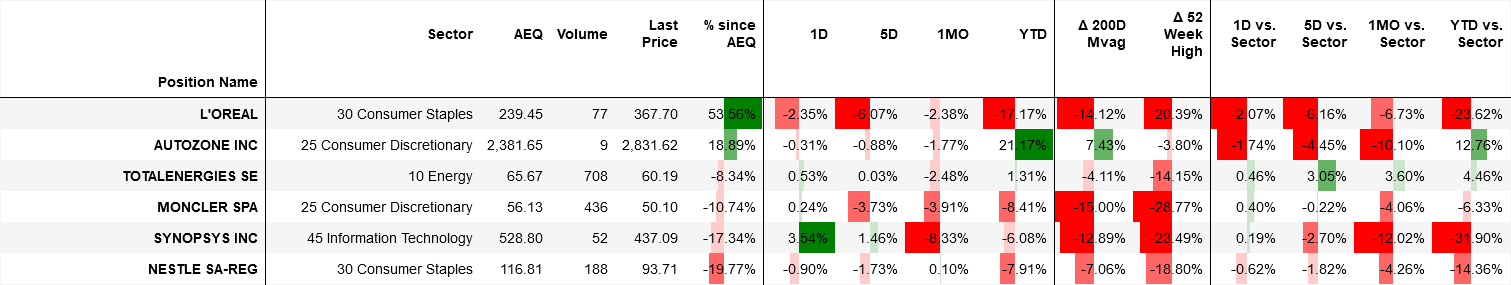 Position Name Sector AEQ Volume Last Price % since AEQ 1D 5D 1MO YTD Δ 200D Mvag Δ 52 Week High 1D vs. Sector 5D vs. Sector 1MO vs. Sector YTD vs. Sector
L'OREAL 30 Consumer Staples 239.45 77 367.70 53.56% -2.35% -6.07% -2.38% -17.17% -14.12% -20.39% -2.07% -6.16% -6.73% -23.62%
AUTOZONE INC 25 Consumer Discretionary 2,381.65 9 2,831.62 18.89% -0.31% -0.88% -1.77% 21.17% 7.43% -3.80% -1.74% -4.45% -10.10% 12.76%
TOTALENERGIES SE 10 Energy 65.67 708 60.19 -8.34% 0.53% 0.03% -2.48% 1.31% -4.11% -14.15% 0.46% 3.05% 3.60% 4.46%
MONCLER SPA 25 Consumer Discretionary 56.13 436 50.10 -10.74% 0.24% -3.73% -3.91% -8.41% -15.00% -28.77% 0.40% -0.22% -4.06% -6.33%
SYNOPSYS INC 45 Information Technology 528.80 52 437.09 -17.34% 3.54% 1.46% -8.33% -6.08% -12.89% -23.49% 0.19% -2.70% -12.02% -31.90%
NESTLE SA-REG 30 Consumer Staples 116.81 188 93.71 -19.77% -0.90% -1.73% 0.10% -7.91% -7.06% -18.80% -0.62% -1.82% -4.26% -14.36%